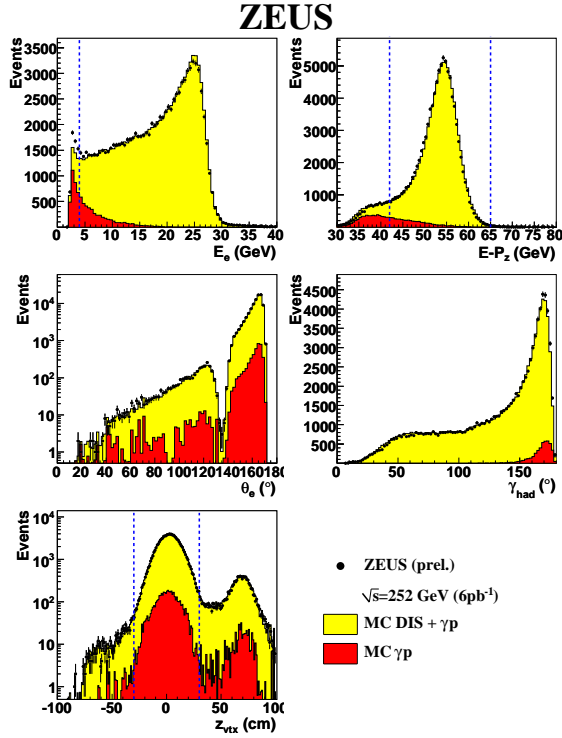 ZEUS
Events
3500
3000
2500
2000
1500
1000
500
0 5 10 15 20 25 30 35 40
E_e (GeV)
Events
5000
4000
3000
2000
1000
30 35 40 45 50 55 60 65 70 75 80
E-P_z (GeV)
Events
10^4
10^3
10^2
10
1
0 20 40 60 80 100 120 140 160 180
θ_e (°)
Events
4500
4000
3500
3000
2500
2000
1500
1000
500
0 50 100 150
γ_had (°)
Events
10^4
10^3
10^2
10
1
-100 -50 0 50 100
z_vtx (cm)
ZEUS (prel.)
√s=252 GeV (6pb^-1)
MC DIS + γp
MC γp